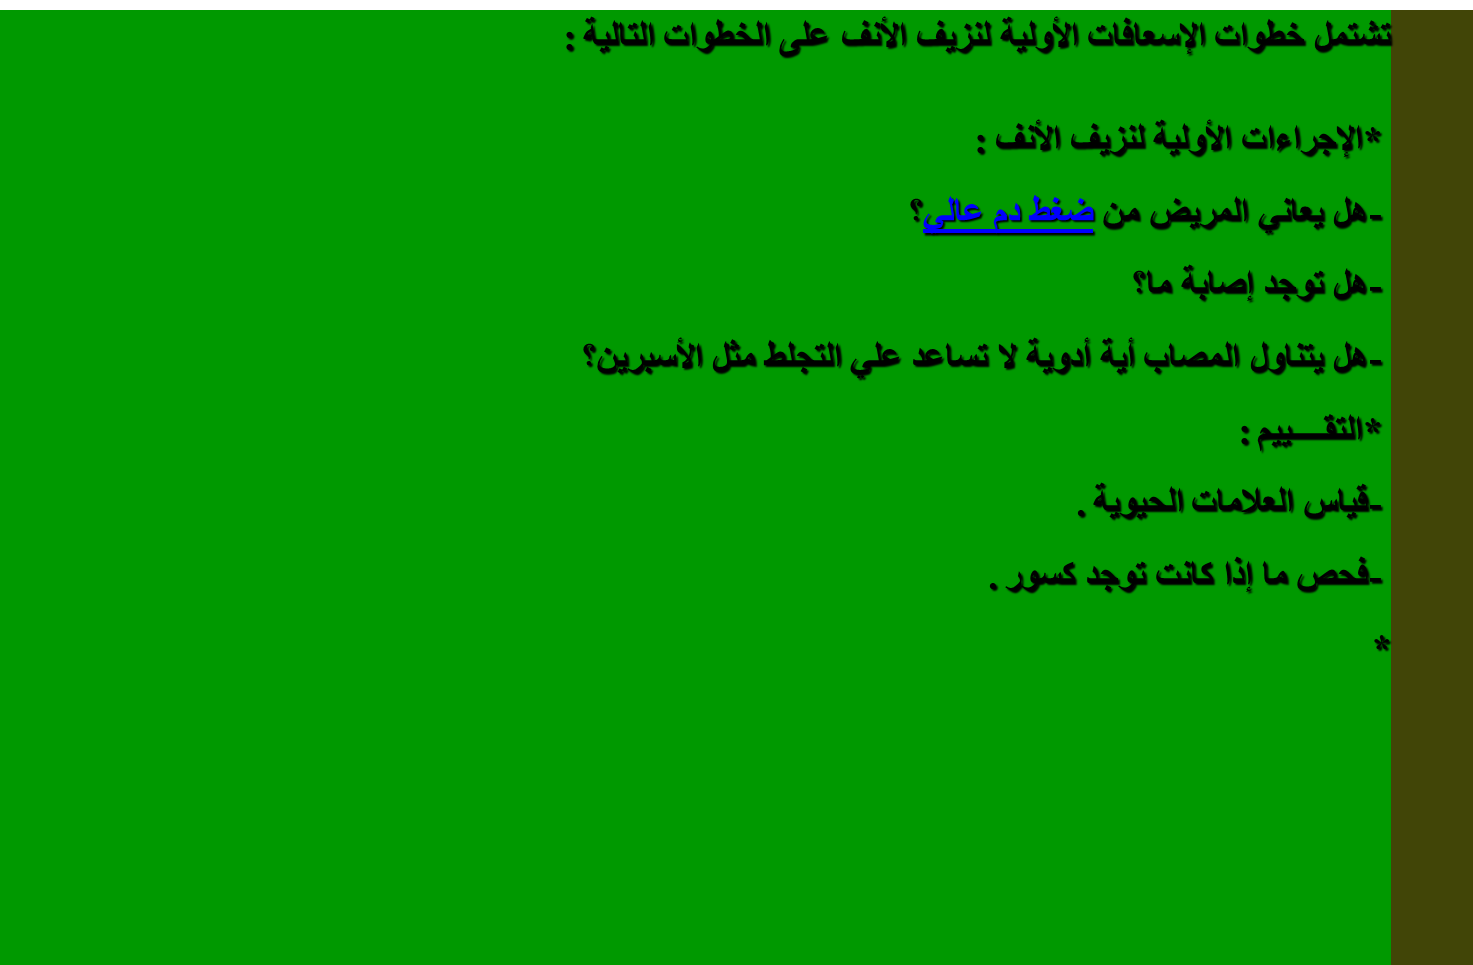 تشتمل خطوات الإسعافات الأولية لنزيف الأنف على الخطوات التالية :
*الإجراءات الأولية لنزيف الأنف :
-هل يعاني المريض من ضغط دم عالى؟
-هل توجد إصابة ما؟
-هل يتناول المصاب أية أدوية لا تساعد علي التجلط مثل الأسبرين؟
*التقـــييم :
-قياس العلامات الحيوية .
-فحص ما إذا كانت توجد كسور .
*